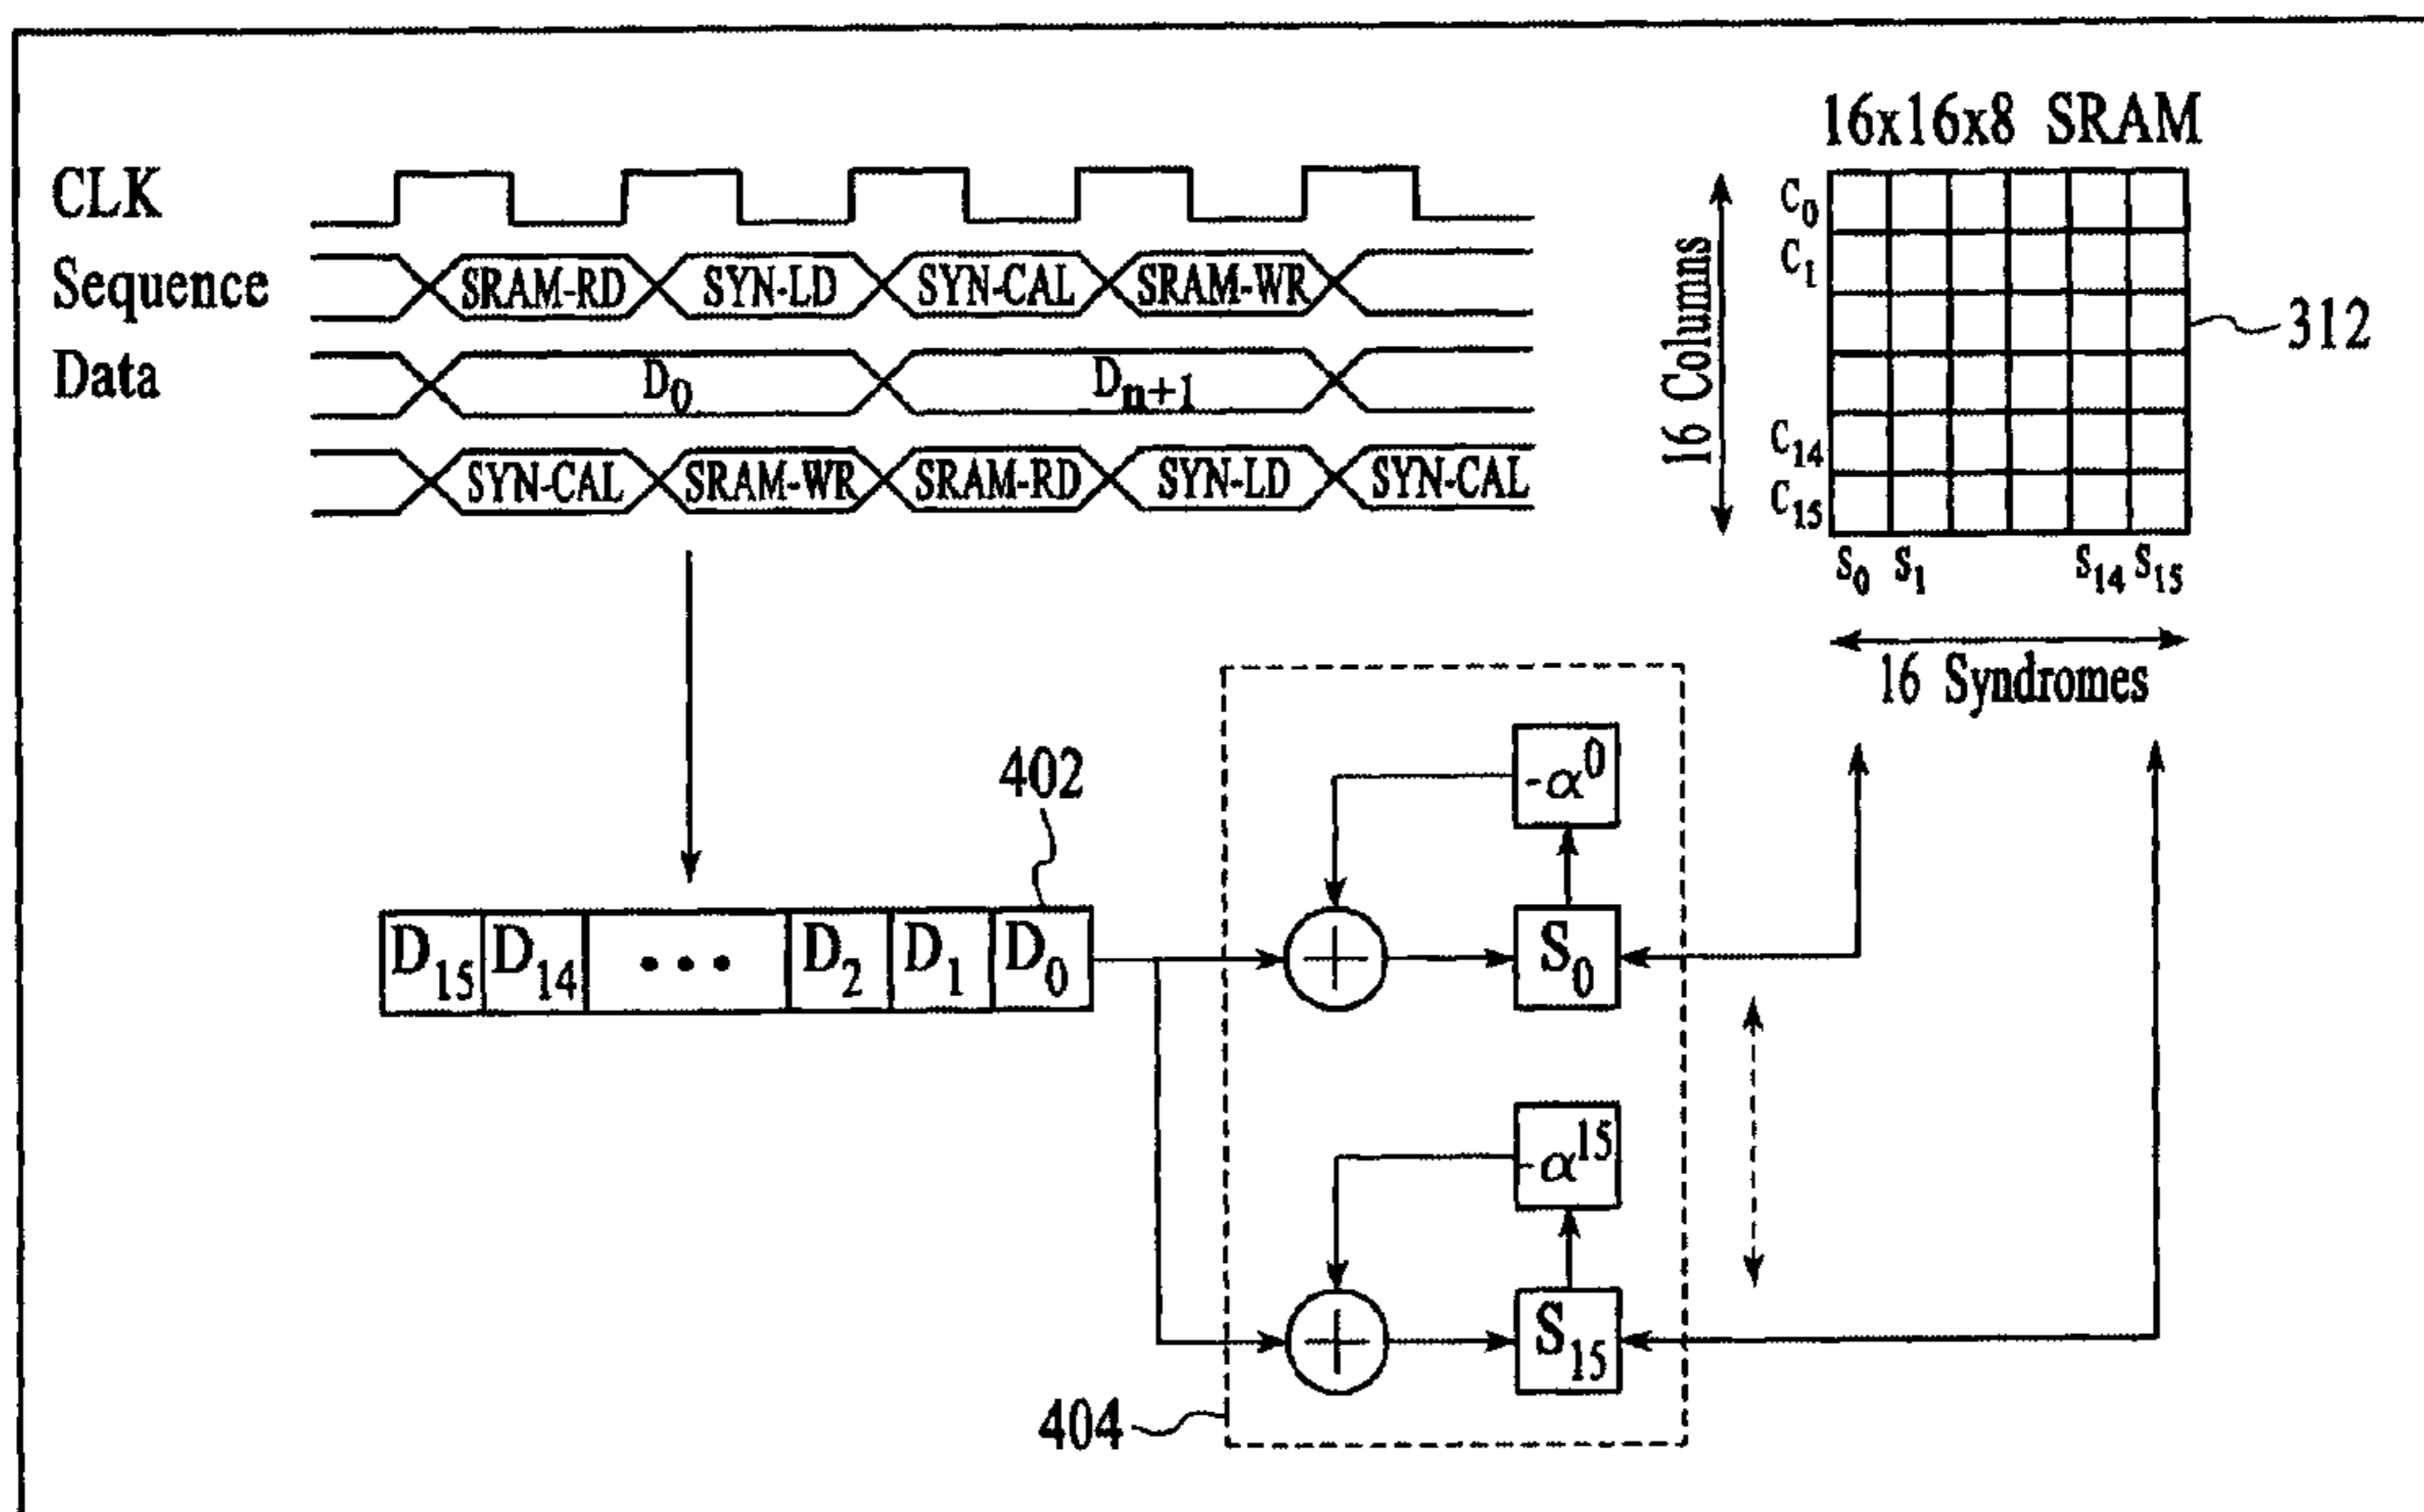 16x16x8 SRAM
CLK
Sequence SRAM-RD SYN-LD SYN-CAL SRAM-WR
Data D0 Dn+1
SYN-CAL SRAM-WR SRAM-RD SYN-LD SYN-CAL
16 Columns
C0
C1
C14
C15
312
S0 S1 S14 S15
16 Syndromes
402
D15 D14 ••• D2 D1 D0
-α^0
+
S0
-α^15
+
S15
404